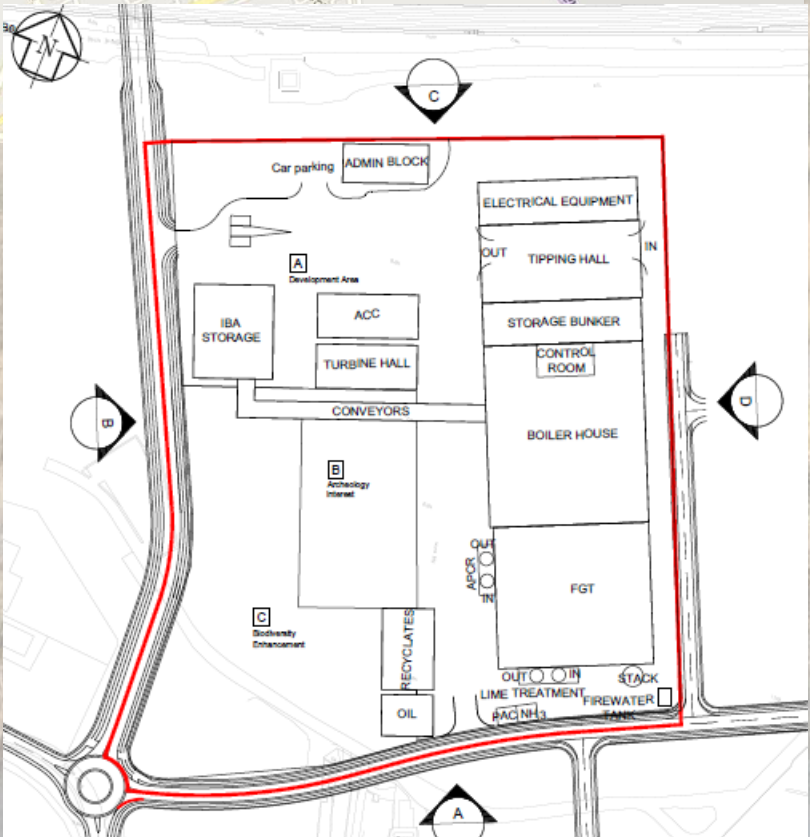 N
C
Car parking
ADMIN BLOCK
ELECTRICAL EQUIPMENT
OUT
IN
TIPPING HALL
A
Development Area
IBA
STORAGE
ACC
STORAGE BUNKER
TURBINE HALL
CONTROL
ROOM
CONVEYORS
B
D
BOILER HOUSE
B
Archeology
Interest
OUT
APCR
IN
FGT
C
Biodiversity
Enhancement
RECYCLATES
OUT
IN
STACK
LIME TREATMENT
FIREWATER
TANK
OIL
PAC
NH3
A